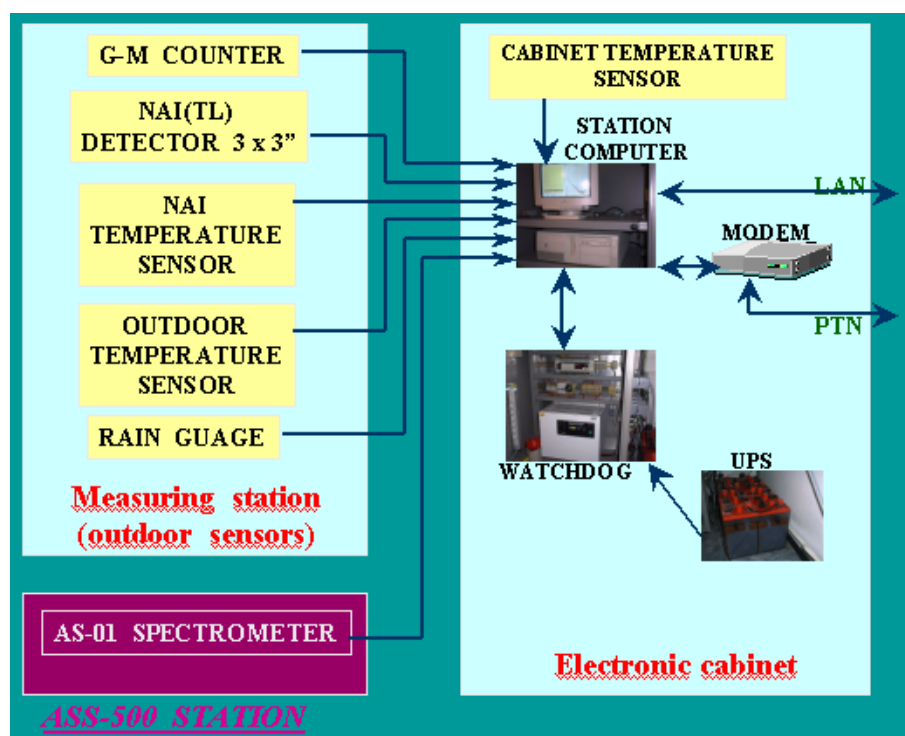 G-M COUNTER
NAI(TL)
DETECTOR 3 x 3”
NAI
TEMPERATURE
SENSOR
OUTDOOR
TEMPERATURE
SENSOR
RAIN GUAGE
Measuring station
(outdoor sensors)
AS-01 SPECTROMETER
ASS-500 STATION
CABINET TEMPERATURE
SENSOR
STATION
COMPUTER
LAN
MODEM
PTN
WATCHDOG
UPS
Electronic cabinet